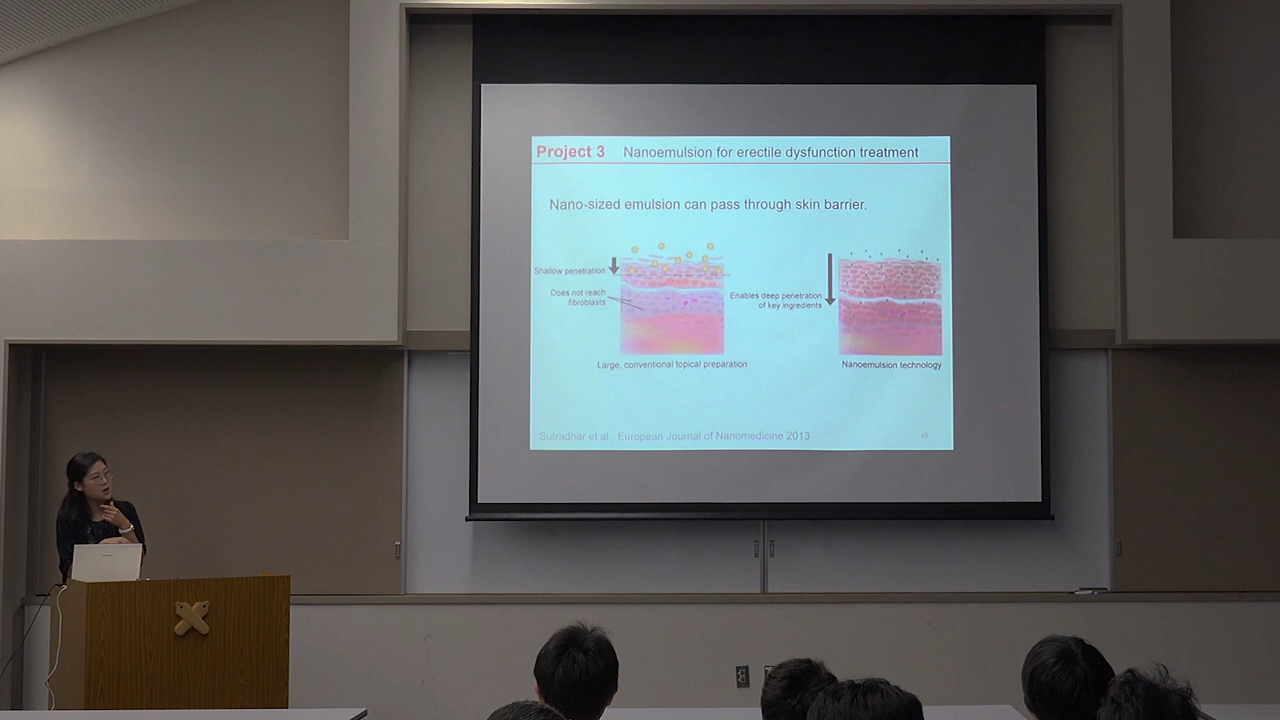 Project 3 Nanoemulsion for erectile dysfunction treatment
Nano-sized emulsion can pass through skin barrier.
Shallow penetration
Does not reach
fibroblasts
Large, conventional topical preparation
Enables deep penetration
of key ingredients
Nanoemulsion technology
Sutradhar et al., European Journal of Nanomedicine 2013